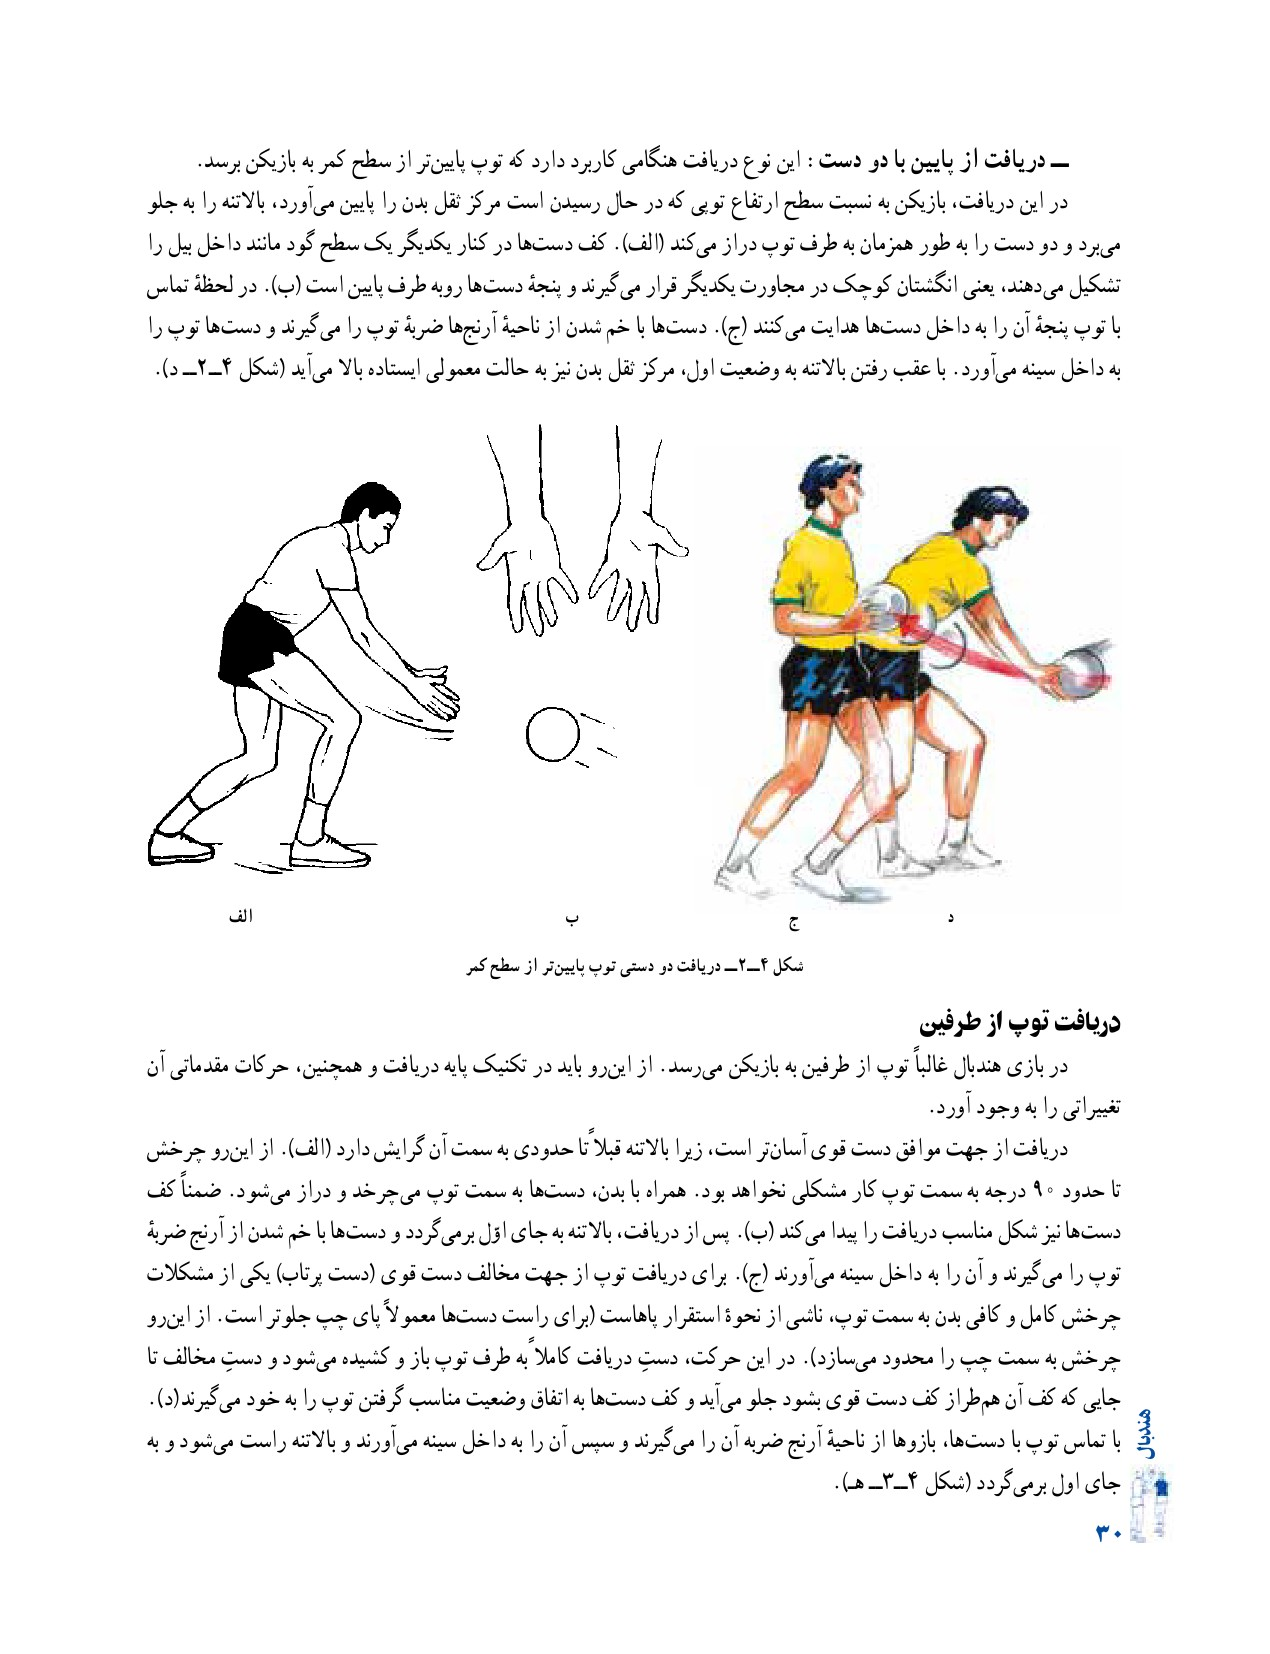 ــ دریافت از پایین با دو دست : این نوع دریافت هنگامی کاربرد دارد که توپ پایین‌تر از سطح کمر به بازیکن برسد.
در این دریافت، بازیکن به نسبت سطح ارتفاع توپی که در حال رسیدن است مرکز ثقل بدن را پایین می‌آورد، بالاتنه را به جلو
می‌برد و دو دست را به طور همزمان به طرف توپ دراز می‌کند (الف). کف دست‌ها در کنار یکدیگر یک سطح گود مانند داخل بیل را
تشکیل می‌دهند، یعنی انگشتان کوچک در مجاورت یکدیگر قرار می‌گیرند و پنجهٔ دست‌ها روبه طرف پایین است (ب). در لحظهٔ تماس
با توپ پنجهٔ آن را به داخل دست‌ها هدایت می‌کنند (ج). دست‌ها با خم شدن از ناحیهٔ آرنج‌ها ضربهٔ توپ را می‌گیرند و دست‌ها توپ را
به داخل سینه می‌آورد. با عقب رفتن بالاتنه به وضعیت اول، مرکز ثقل بدن نیز به حالت معمولی ایستاده بالا می‌آید (شکل ۴ــ۲ــ د).
د ج ب الف
شکل ۴ــ۲ــ دریافت دو دستی توپ پایین‌تر از سطح کمر
دریافت توپ از طرفین
در بازی هندبال غالباً توپ از طرفین به بازیکن می‌رسد. از این‌رو باید در تکنیک پایه دریافت و همچنین، حرکات مقدماتی آن
تغییراتی را به وجود آورد.
دریافت از جهت موافق دست قوی آسان‌تر است، زیرا بالاتنه قبلاً تا حدودی به سمت آن گرایش دارد (الف). از این‌رو چرخش
تا حدود ۹۰ درجه به سمت توپ کار مشکلی نخواهد بود. همراه با بدن، دست‌ها به سمت توپ می‌چرخد و دراز می‌شود. ضمناً کف
دست‌ها نیز شکل مناسب دریافت را پیدا می‌کند (ب). پس از دریافت، بالاتنه به جای اوّل برمی‌گردد و دست‌ها با خم شدن از آرنج ضربهٔ
توپ را می‌گیرند و آن را به داخل سینه می‌آورند (ج). برای دریافت توپ از جهت مخالف دست قوی (دست پرتاب) یکی از مشکلات
چرخش کامل و کافی بدن به سمت توپ، ناشی از نحوهٔ استقرار پاهاست (برای راست دست‌ها معمولاً پای چپ جلوتر است. از این‌رو
چرخش به سمت چپ را محدود می‌سازد). در این حرکت، دستِ دریافت کاملاً به طرف توپ باز و کشیده می‌شود و دستِ مخالف تا
جایی که کف آن هم‌طراز کف دست قوی بشود جلو می‌آید و کف دست‌ها به اتفاق وضعیت مناسب گرفتن توپ را به خود می‌گیرند(د).
با تماس توپ با دست‌ها، بازوها از ناحیهٔ آرنج ضربه آن را می‌گیرند و سپس آن را به داخل سینه می‌آورند و بالاتنه راست می‌شود و به
جای اول برمی‌گردد (شکل ۴ــ۳ــ هـ).
هندبال
۳۰